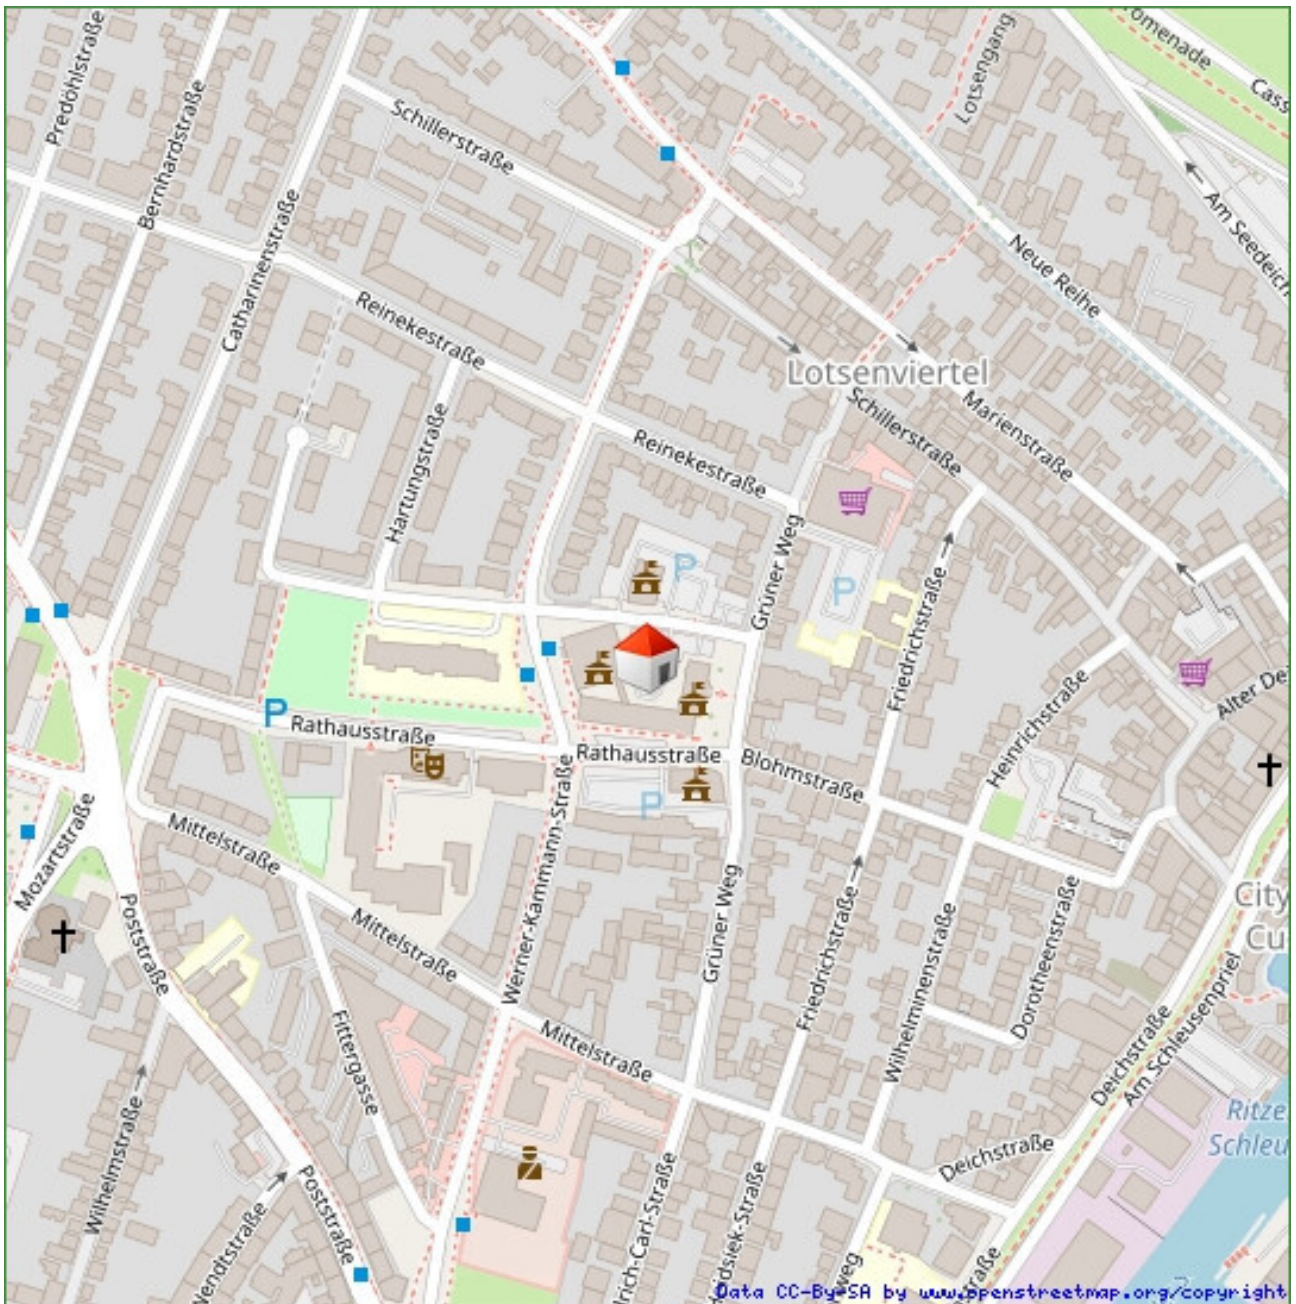 Predöhlstraße
Bernhardstraße
Catharinenstraße
Schillerstraße
Lotsengang
Cass
Am Seedeich
Neue Reihe
Reinekestraße
Lotsenviertel
Marienstraße
Schillerstraße
Reinekestraße
Hartungstraße
Grüner Weg
P
P
Friedrichstraße
Heinrichstraße
Alter De
P
Rathausstraße
Rathausstraße
Blohmstraße
P
Mozartstraße
Mittelstraße
Werner-Kammann-Straße
Grüner Weg
Poststraße
Mittelstraße
Friedrichstraße
Wilhelminenstraße
Dorotheenstraße
City
Cu
Fittergasse
Mittelstraße
Deichstraße
Am Schleusenpriel
Wilhelmstraße
Ritze
Schleu
Deichstraße
Poststraße
Data CC-By-SA by www.openstreetmap.org/copyright